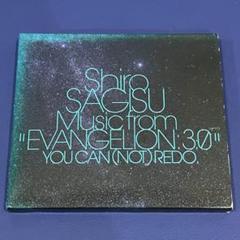 Shiro
SAGISU
Music from
"EVANGELION: 3.0"
YOU CAN (NOT) REDO.